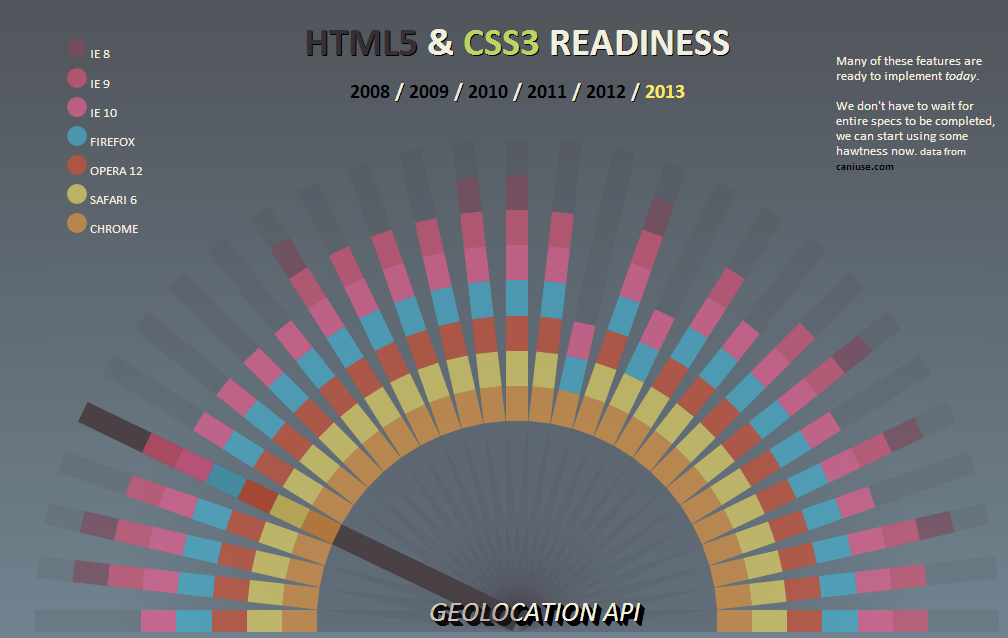 HTML5 & CSS3 READINESS
2008 / 2009 / 2010 / 2011 / 2012 / 2013
IE 8
IE 9
IE 10
FIREFOX
OPERA 12
SAFARI 6
CHROME
Many of these features are
ready to implement today.
We don't have to wait for
entire specs to be completed,
we can start using some
hawtness now. data from
caniuse.com
GEOLOCATION API